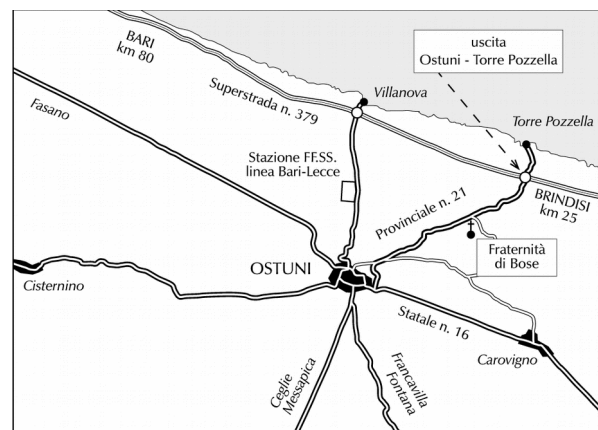 BARI
km 80
uscita
Ostuni - Torre Pozzella
Fasano
Superstrada n. 379
Villanova
Torre Pozzella
Stazione FF.SS.
linea Bari-Lecce
Provinciale n. 21
BRINDISI
km 25
Fraternità
di Bose
OSTUNI
Cisternino
Statale n. 16
Carovigno
Ceglie
Messapica
Francavilla
Fontana